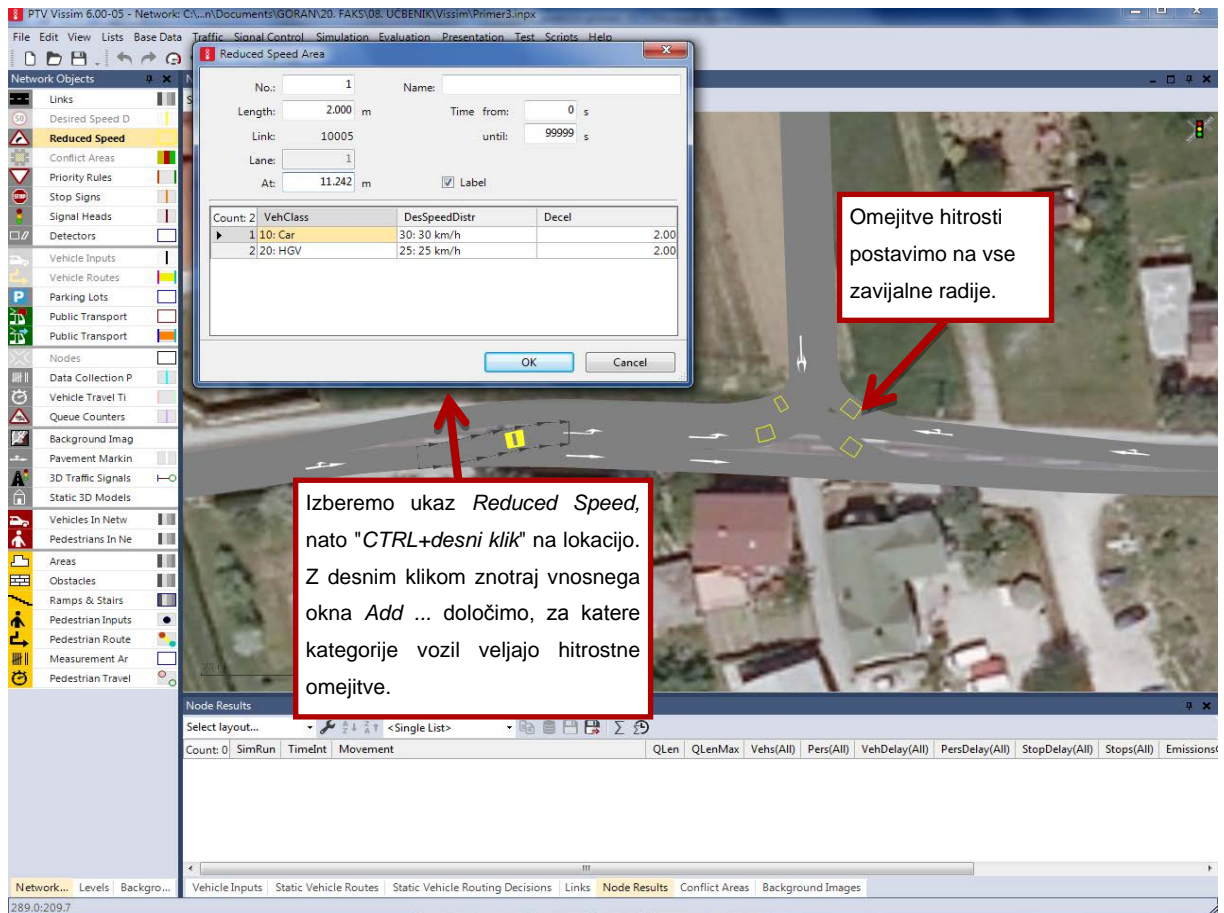 PTV Vissim 6.00-05 - Network: C:\...n\Documents\GORAN\20. FAKS\08. UCBENIK\Vissim\Primer3.inpx
File Edit View Lists Base Data Traffic Signal Control Simulation Evaluation Presentation Test Scripts Help
Network Objects
Links
Desired Speed D
Reduced Speed
Conflict Areas
Priority Rules
Stop Signs
Signal Heads
Detectors
Vehicle Inputs
Vehicle Routes
Parking Lots
Public Transport
Public Transport
Nodes
Data Collection P
Vehicle Travel Ti
Queue Counters
Background Imag
Pavement Markin
3D Traffic Signals
Static 3D Models
Vehicles In Netw
Pedestrians In Ne
Areas
Obstacles
Ramps & Stairs
Pedestrian Inputs
Pedestrian Route
Measurement Ar
Pedestrian Travel
Network... Levels Backgro...
289.0:209.7
Reduced Speed Area
No.: 1 Name:
Length: 2.000 m Time from: 0 s
Link: 10005 until: 99999 s
Lane: 1
At: 11.242 m Label
Count: 2 VehClass DesSpeedDistr Decel
1 10: Car 30: 30 km/h 2.00
2 20: HGV 25: 25 km/h 2.00
OK Cancel
Omejitve hitrosti
postavimo na vse
zavijalne radije.
Izberemo ukaz Reduced Speed,
nato "CTRL+desni klik" na lokacijo.
Z desnim klikom znotraj vnosnega
okna Add ... določimo, za katere
kategorije vozil veljajo hitrostne
omejitve.
Node Results
Select layout... <Single List>
Count: 0 SimRun TimeInt Movement QLen QLenMax Vehs(All) Pers(All) VehDelay(All) PersDelay(All) StopDelay(All) Stops(All) Emissions(
Vehicle Inputs Static Vehicle Routes Static Vehicle Routing Decisions Links Node Results Conflict Areas Background Images